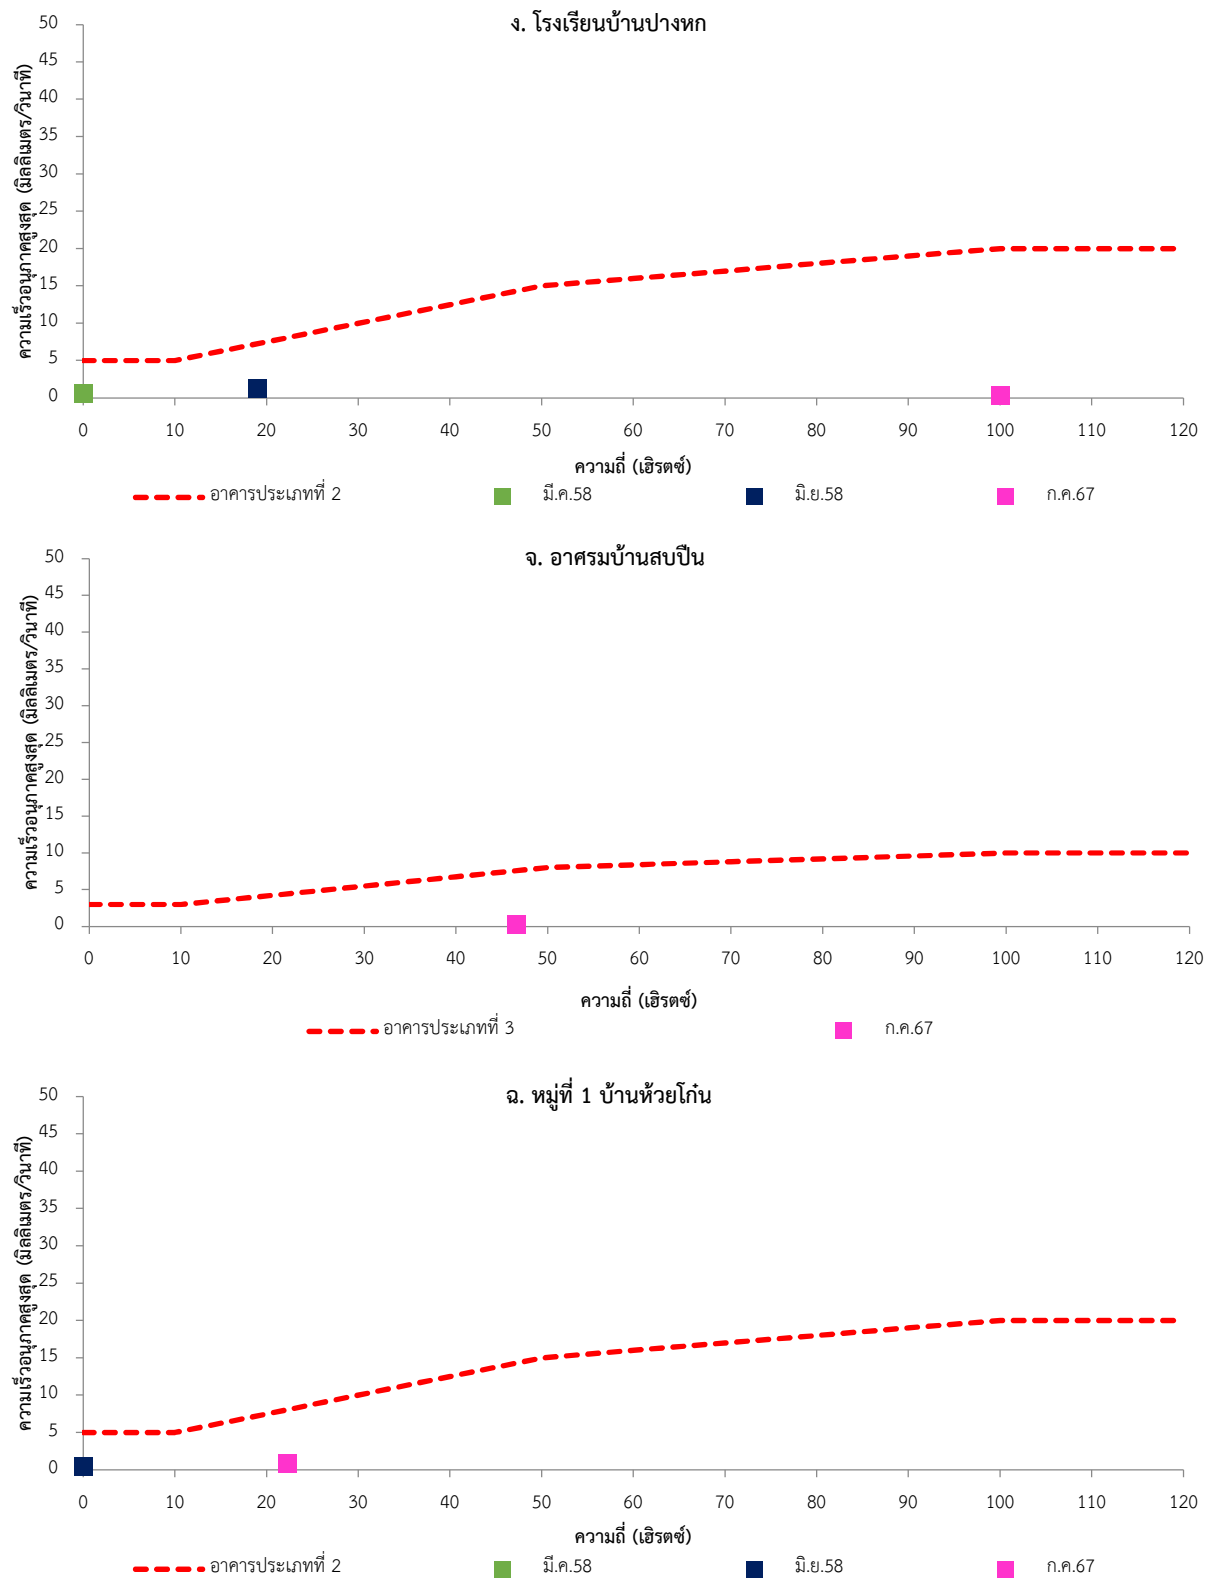 ง. โรงเรียนบ้านปางหก
ความเร็วอนุภาคสูงสุด (มิลลิเมตร/วินาที)
50
45
40
35
30
25
20
15
10
5
0
0 10 20 30 40 50 60 70 80 90 100 110 120
ความถี่ (เฮิรตซ์)
อาคารประเภทที่ 2 มี.ค.58 มิ.ย.58 ก.ค.67
จ. อาศรมบ้านสบปืน
ความเร็วอนุภาคสูงสุด (มิลลิเมตร/วินาที)
50
45
40
35
30
25
20
15
10
5
0
0 10 20 30 40 50 60 70 80 90 100 110 120
ความถี่ (เฮิรตซ์)
อาคารประเภทที่ 3 ก.ค.67
ฉ. หมู่ที่ 1 บ้านห้วยโก๋น
ความเร็วอนุภาคสูงสุด (มิลลิเมตร/วินาที)
50
45
40
35
30
25
20
15
10
5
0
0 10 20 30 40 50 60 70 80 90 100 110 120
ความถี่ (เฮิรตซ์)
อาคารประเภทที่ 2 มี.ค.58 มิ.ย.58 ก.ค.67